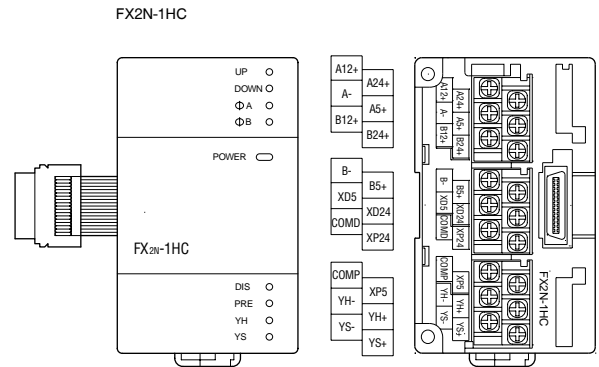 FX2N-1HC
UP
DOWN
ΦA
ΦB
POWER
FX2N-1HC
DIS
PRE
YH
YS
A12+
A24+
A-
A5+
B12+
B24+
B-
B5+
XD5
XD24
COMD
XP24
COMP
XP5
YH-
YH+
YS-
YS+
A12+
A24+
A-
A5+
B12+
B24+
B-
B5+
XD5
XD24
COMD
XP24
COMP
XP5
YH-
YH+
YS-
YS+
FX2N-1HC